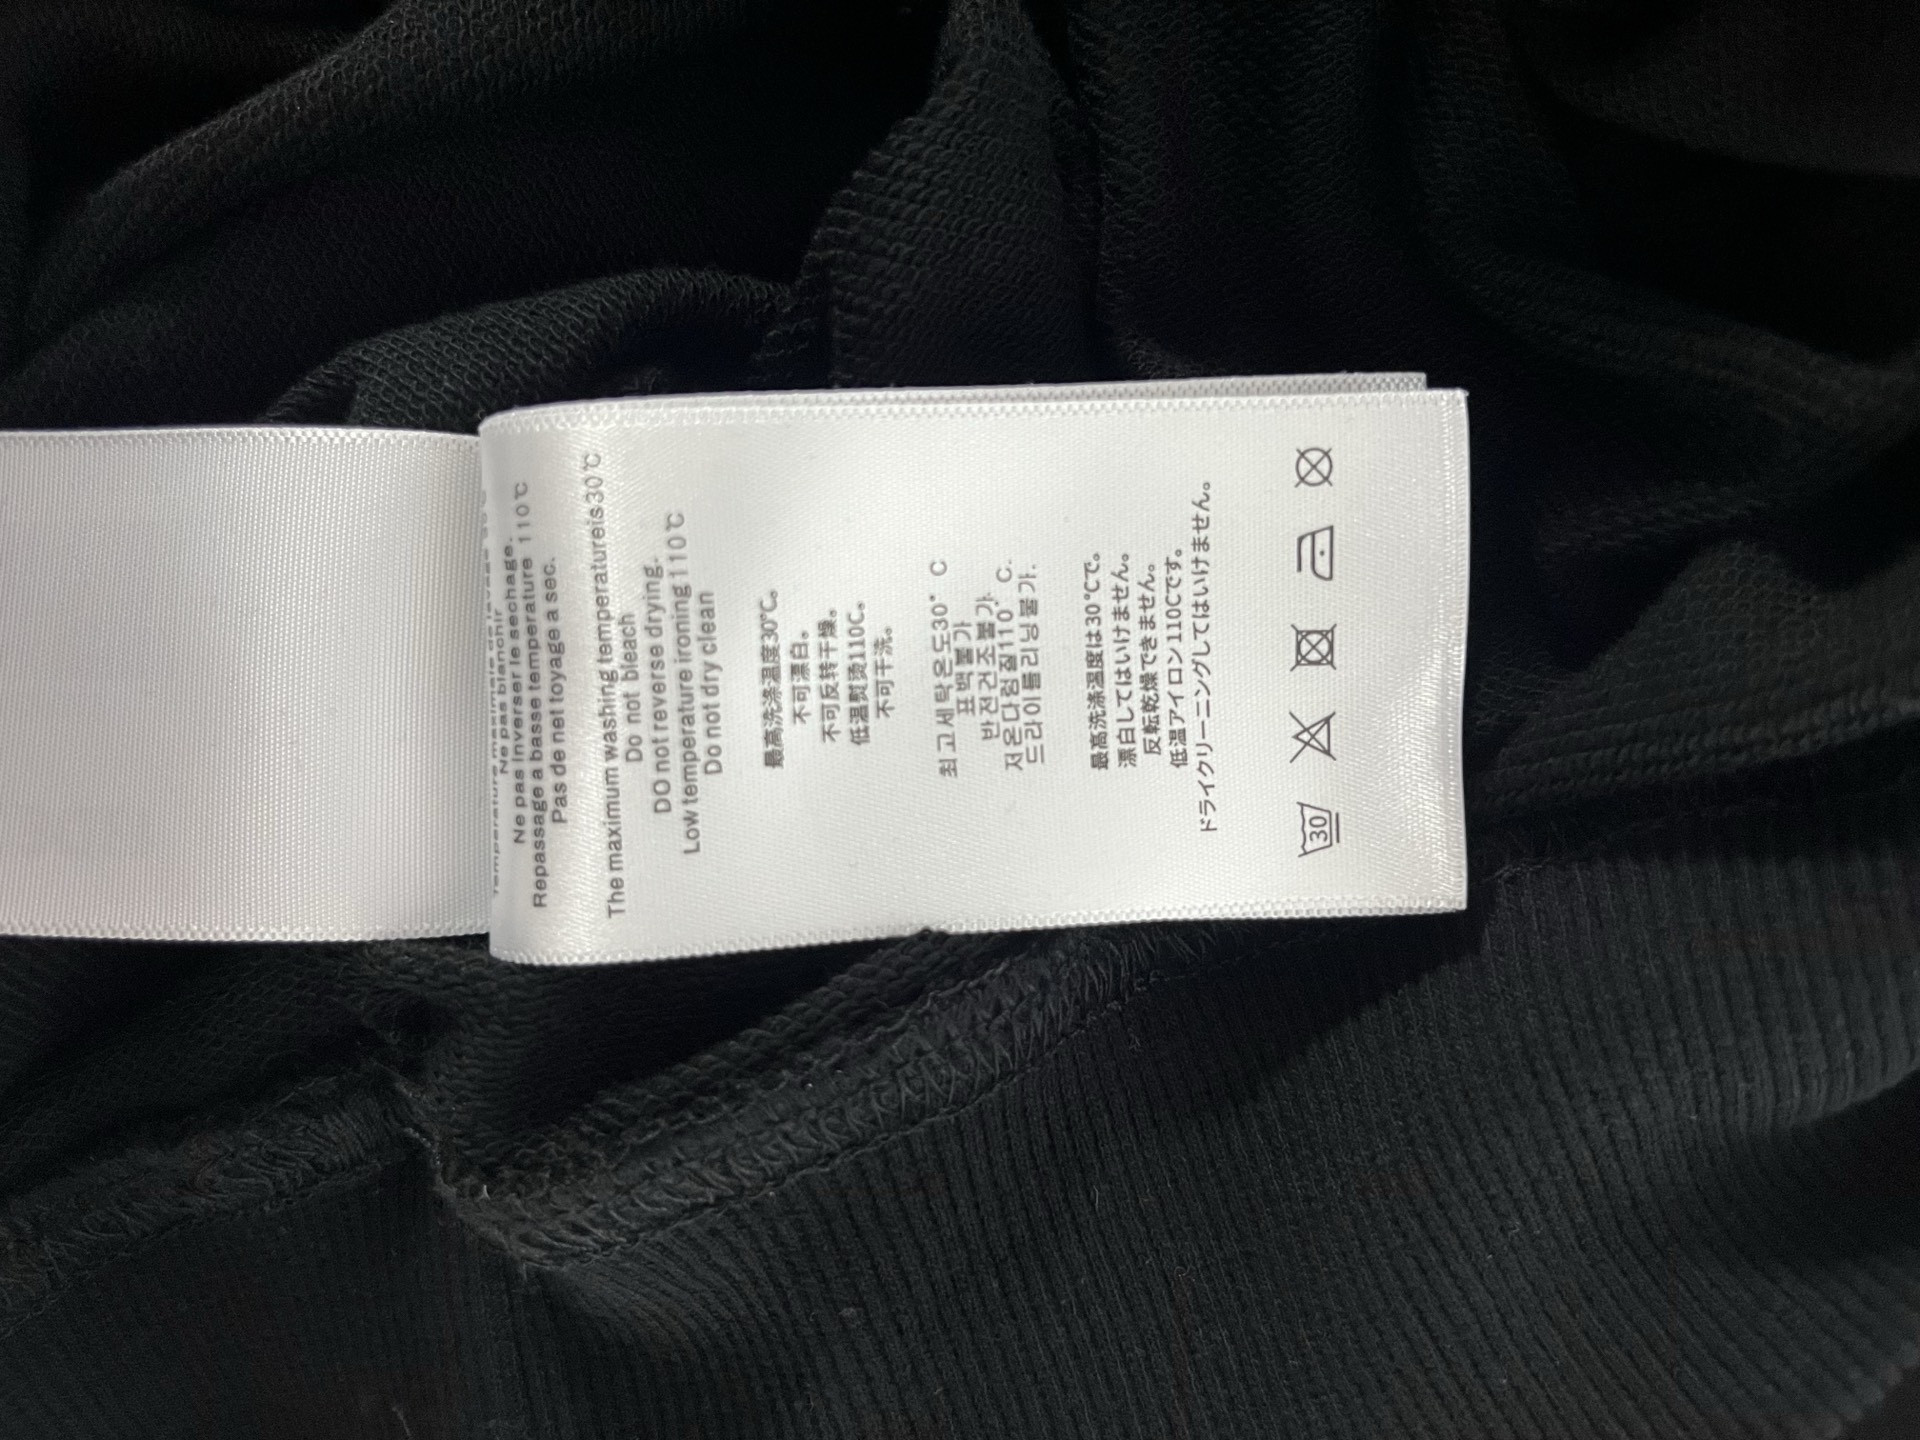 Temperature maximale de lavage 30℃
Ne pas blanchir
Ne pas inverser le sechage.
Repassage a basse temperature 110℃
Pas de net toyage a sec.
The maximum washing temperatureis30℃
Do not bleach
DO not reverse drying.
Low temperature ironing110℃
Do not dry clean
最高洗涤温度30℃。
不可漂白。
不可反转干燥。
低温熨烫110C。
不可干洗。
최고세탁온도30° C
표백불가
반전건조불가.
저온다림질110° C.
드라이클리닝불가.
最高洗涤温度は30℃で。
漂白してはいけません。
反転乾燥できません。
低温アイロン110Cです。
ドライクリーニングしてはいけません。
30